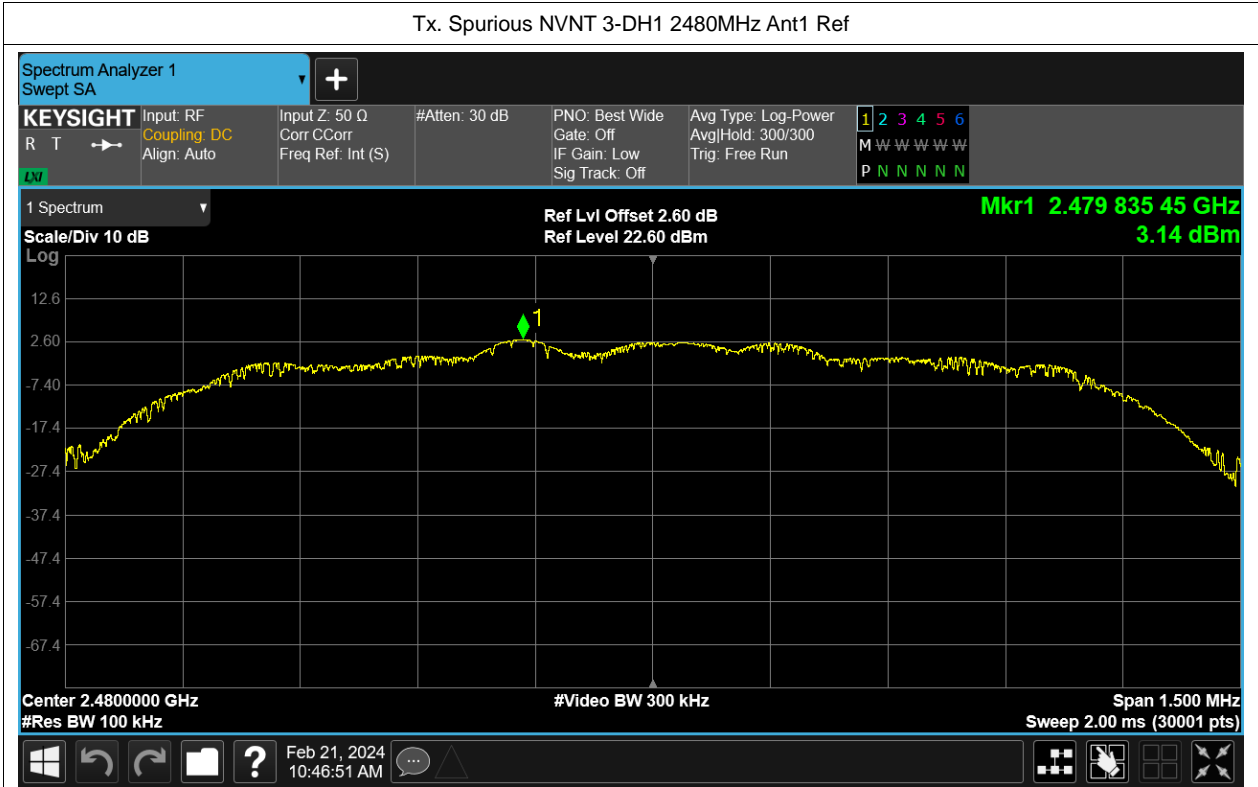 Tx. Spurious NVNT 3-DH1 2480MHz Ant1 Ref
Spectrum Analyzer 1
Swept SA
KEYSIGHT
R T
LXI
Input: RF
Coupling: DC
Align: Auto
Input Z: 50 Ω
Corr CCorr
Freq Ref: Int (S)
#Atten: 30 dB
PNO: Best Wide
Gate: Off
IF Gain: Low
Sig Track: Off
Avg Type: Log-Power
Avg|Hold: 300/300
Trig: Free Run
1 2 3 4 5 6
M W W W W W
P N N N N N
1 Spectrum
Scale/Div 10 dB
Ref Lvl Offset 2.60 dB
Ref Level 22.60 dBm
Mkr1 2.479 835 45 GHz
3.14 dBm
Log
12.6
2.60
-7.40
-17.4
-27.4
-37.4
-47.4
-57.4
-67.4
1
Center 2.4800000 GHz
#Res BW 100 kHz
#Video BW 300 kHz
Span 1.500 MHz
Sweep 2.00 ms (30001 pts)
?
Feb 21, 2024
10:46:51 AM